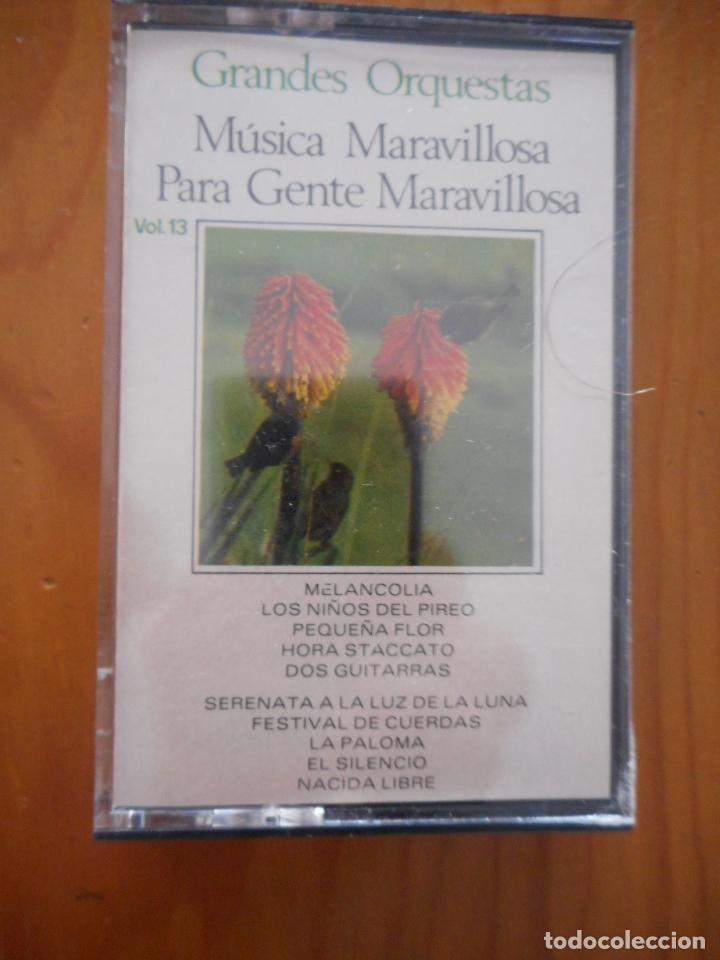 Grandes Orquestas
Música Maravillosa
Para Gente Maravillosa
Vol. 13
MELANCOLIA
LOS NIÑOS DEL PIREO
PEQUEÑA FLOR
HORA STACCATO
DOS GUITARRAS
SERENATA A LA LUZ DE LA LUNA
FESTIVAL DE CUERDAS
LA PALOMA
EL SILENCIO
NACIDA LIBRE
todocoleccion